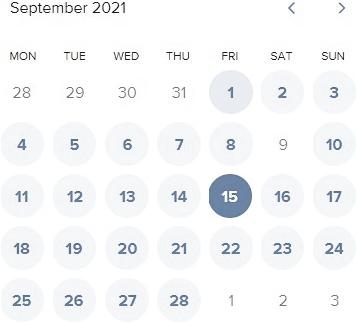 September 2021
MON TUE WED THU FRI SAT SUN
28 29 30 31 1 2 3
4 5 6 7 8 9 10
11 12 13 14 15 16 17
18 19 20 21 22 23 24
25 26 27 28 1 2 3